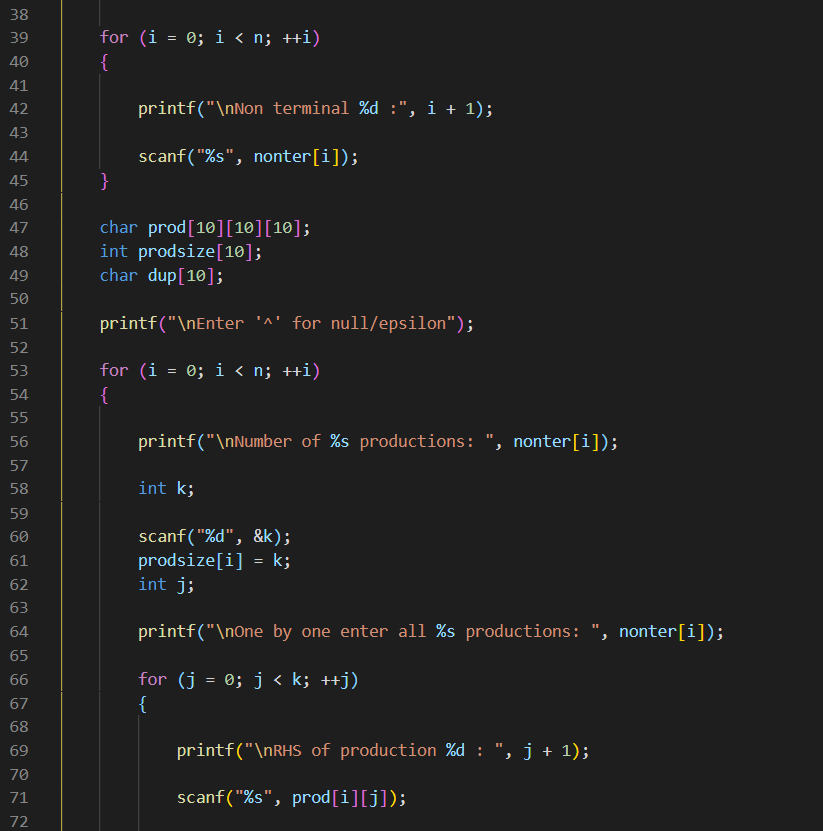 38
39 for (i = 0; i < n; ++i)
40 {
41
42 printf("\nNon terminal %d :", i + 1);
43
44 scanf("%s", nonter[i]);
45 }
46
47 char prod[10][10][10];
48 int prodsize[10];
49 char dup[10];
50
51 printf("\nEnter '^' for null/epsilon");
52
53 for (i = 0; i < n; ++i)
54 {
55
56 printf("\nNumber of %s productions: ", nonter[i]);
57
58 int k;
59
60 scanf("%d", &k);
61 prodsize[i] = k;
62 int j;
63
64 printf("\nOne by one enter all %s productions: ", nonter[i]);
65
66 for (j = 0; j < k; ++j)
67 {
68
69 printf("\nRHS of production %d : ", j + 1);
70
71 scanf("%s", prod[i][j]);
72